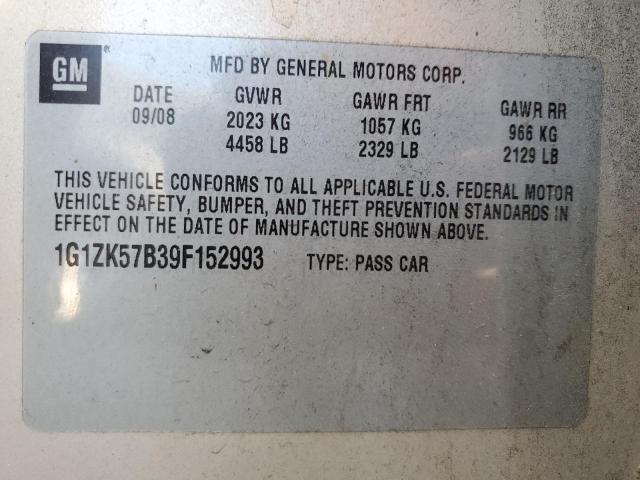 GM
MFD BY GENERAL MOTORS CORP.
DATE GVWR GAWR FRT GAWR RR
09/08 2023 KG 1057 KG 966 KG
4458 LB 2329 LB 2129 LB
THIS VEHICLE CONFORMS TO ALL APPLICABLE U.S. FEDERAL MOTOR
VEHICLE SAFETY, BUMPER, AND THEFT PREVENTION STANDARDS IN
EFFECT ON THE DATE OF MANUFACTURE SHOWN ABOVE.
1G1ZK57B39F152993 TYPE: PASS CAR